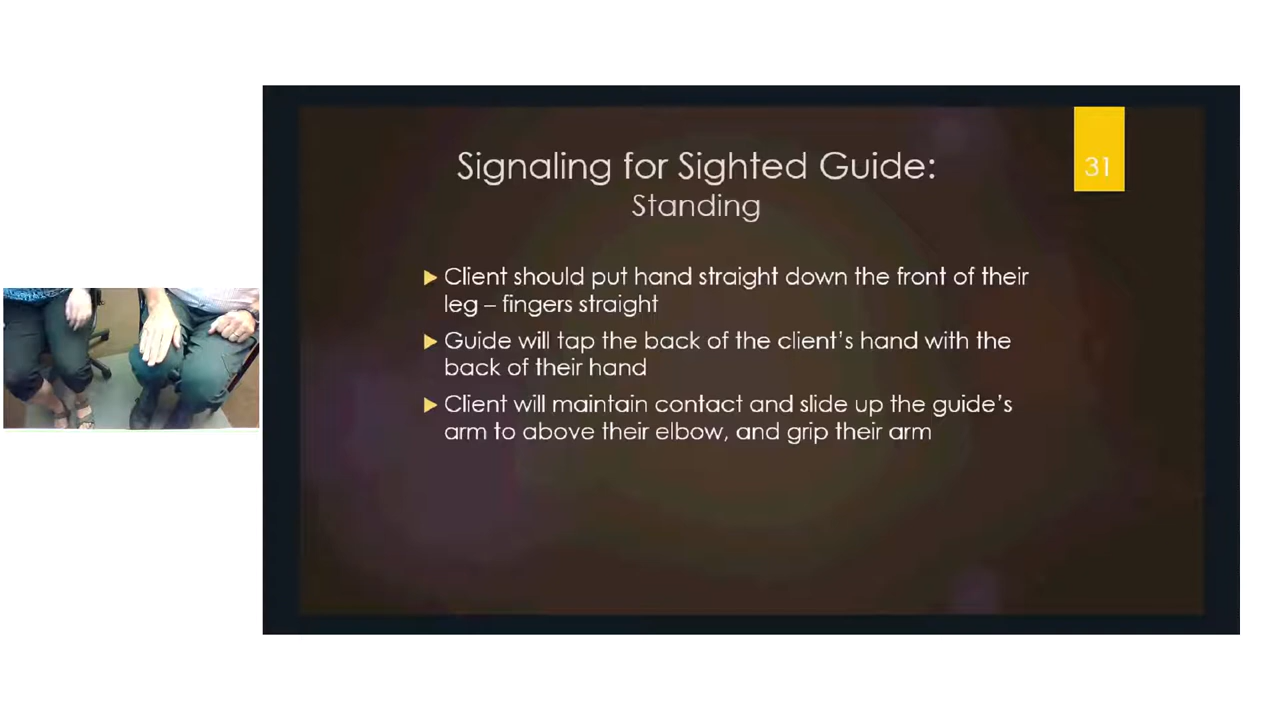 Signaling for Sighted Guide:
31
Standing
Client should put hand straight down the front of their
leg – fingers straight
Guide will tap the back of the client's hand with the
back of their hand
Client will maintain contact and slide up the guide's
arm to above their elbow, and grip their arm